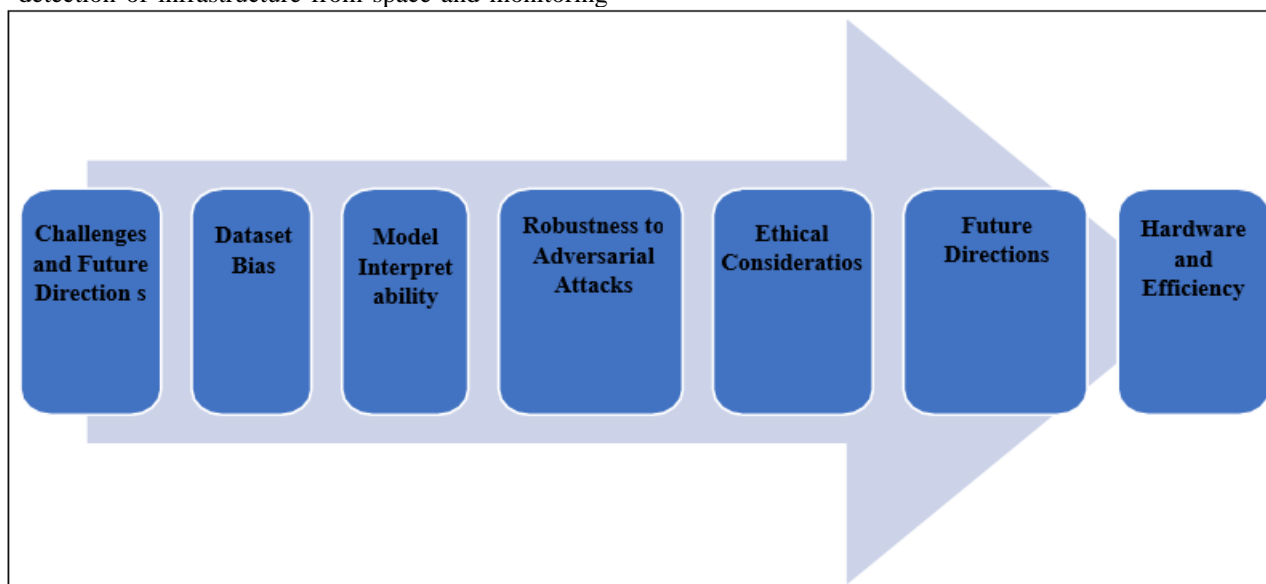 detection of infrastructure from space and monitoring
Challenges
and Future
Direction s
Dataset
Bias
Model
Interpret
ability
Robustness to
Adversarial
Attacks
Ethical
Consideratios
Future
Directions
Hardware
and
Efficiency